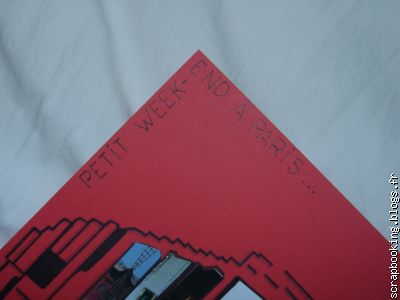 PETIT WEEK-END A PARIS...
scrapbooking.blogs.fr